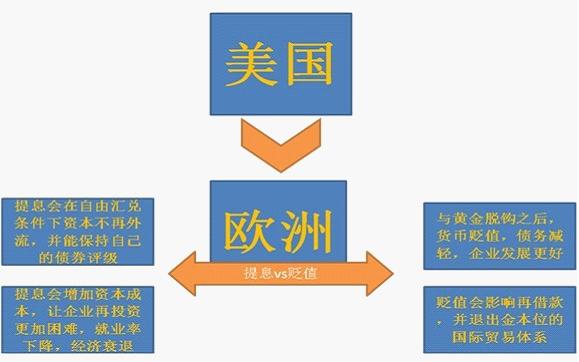 美国
欧洲
提息vs贬值
提息会在自由汇兑
条件下资本不再外
流，并能保持自己
的债券评级
提息会增加资本成
本，让企业再投资
更加困难，就业率
下降，经济衰退
与黄金脱钩之后，
货币贬值，债务减
轻，企业发展更好
贬值会影响再借款
，并退出金本位的
国际贸易体系